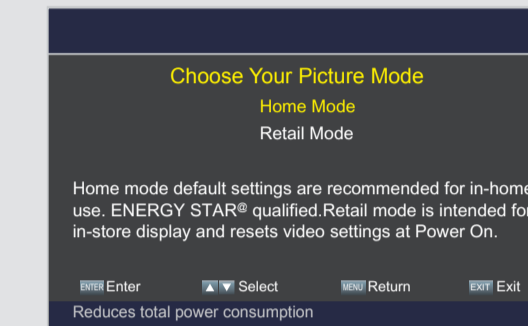 Choose Your Picture Mode
Home Mode
Retail Mode
Home mode default settings are recommended for in-home
use. ENERGY STAR@ qualified.Retail mode is intended for
in-store display and resets video settings at Power On.
ENTER Enter ▲ ▼ Select MENU Return EXIT Exit
Reduces total power consumption